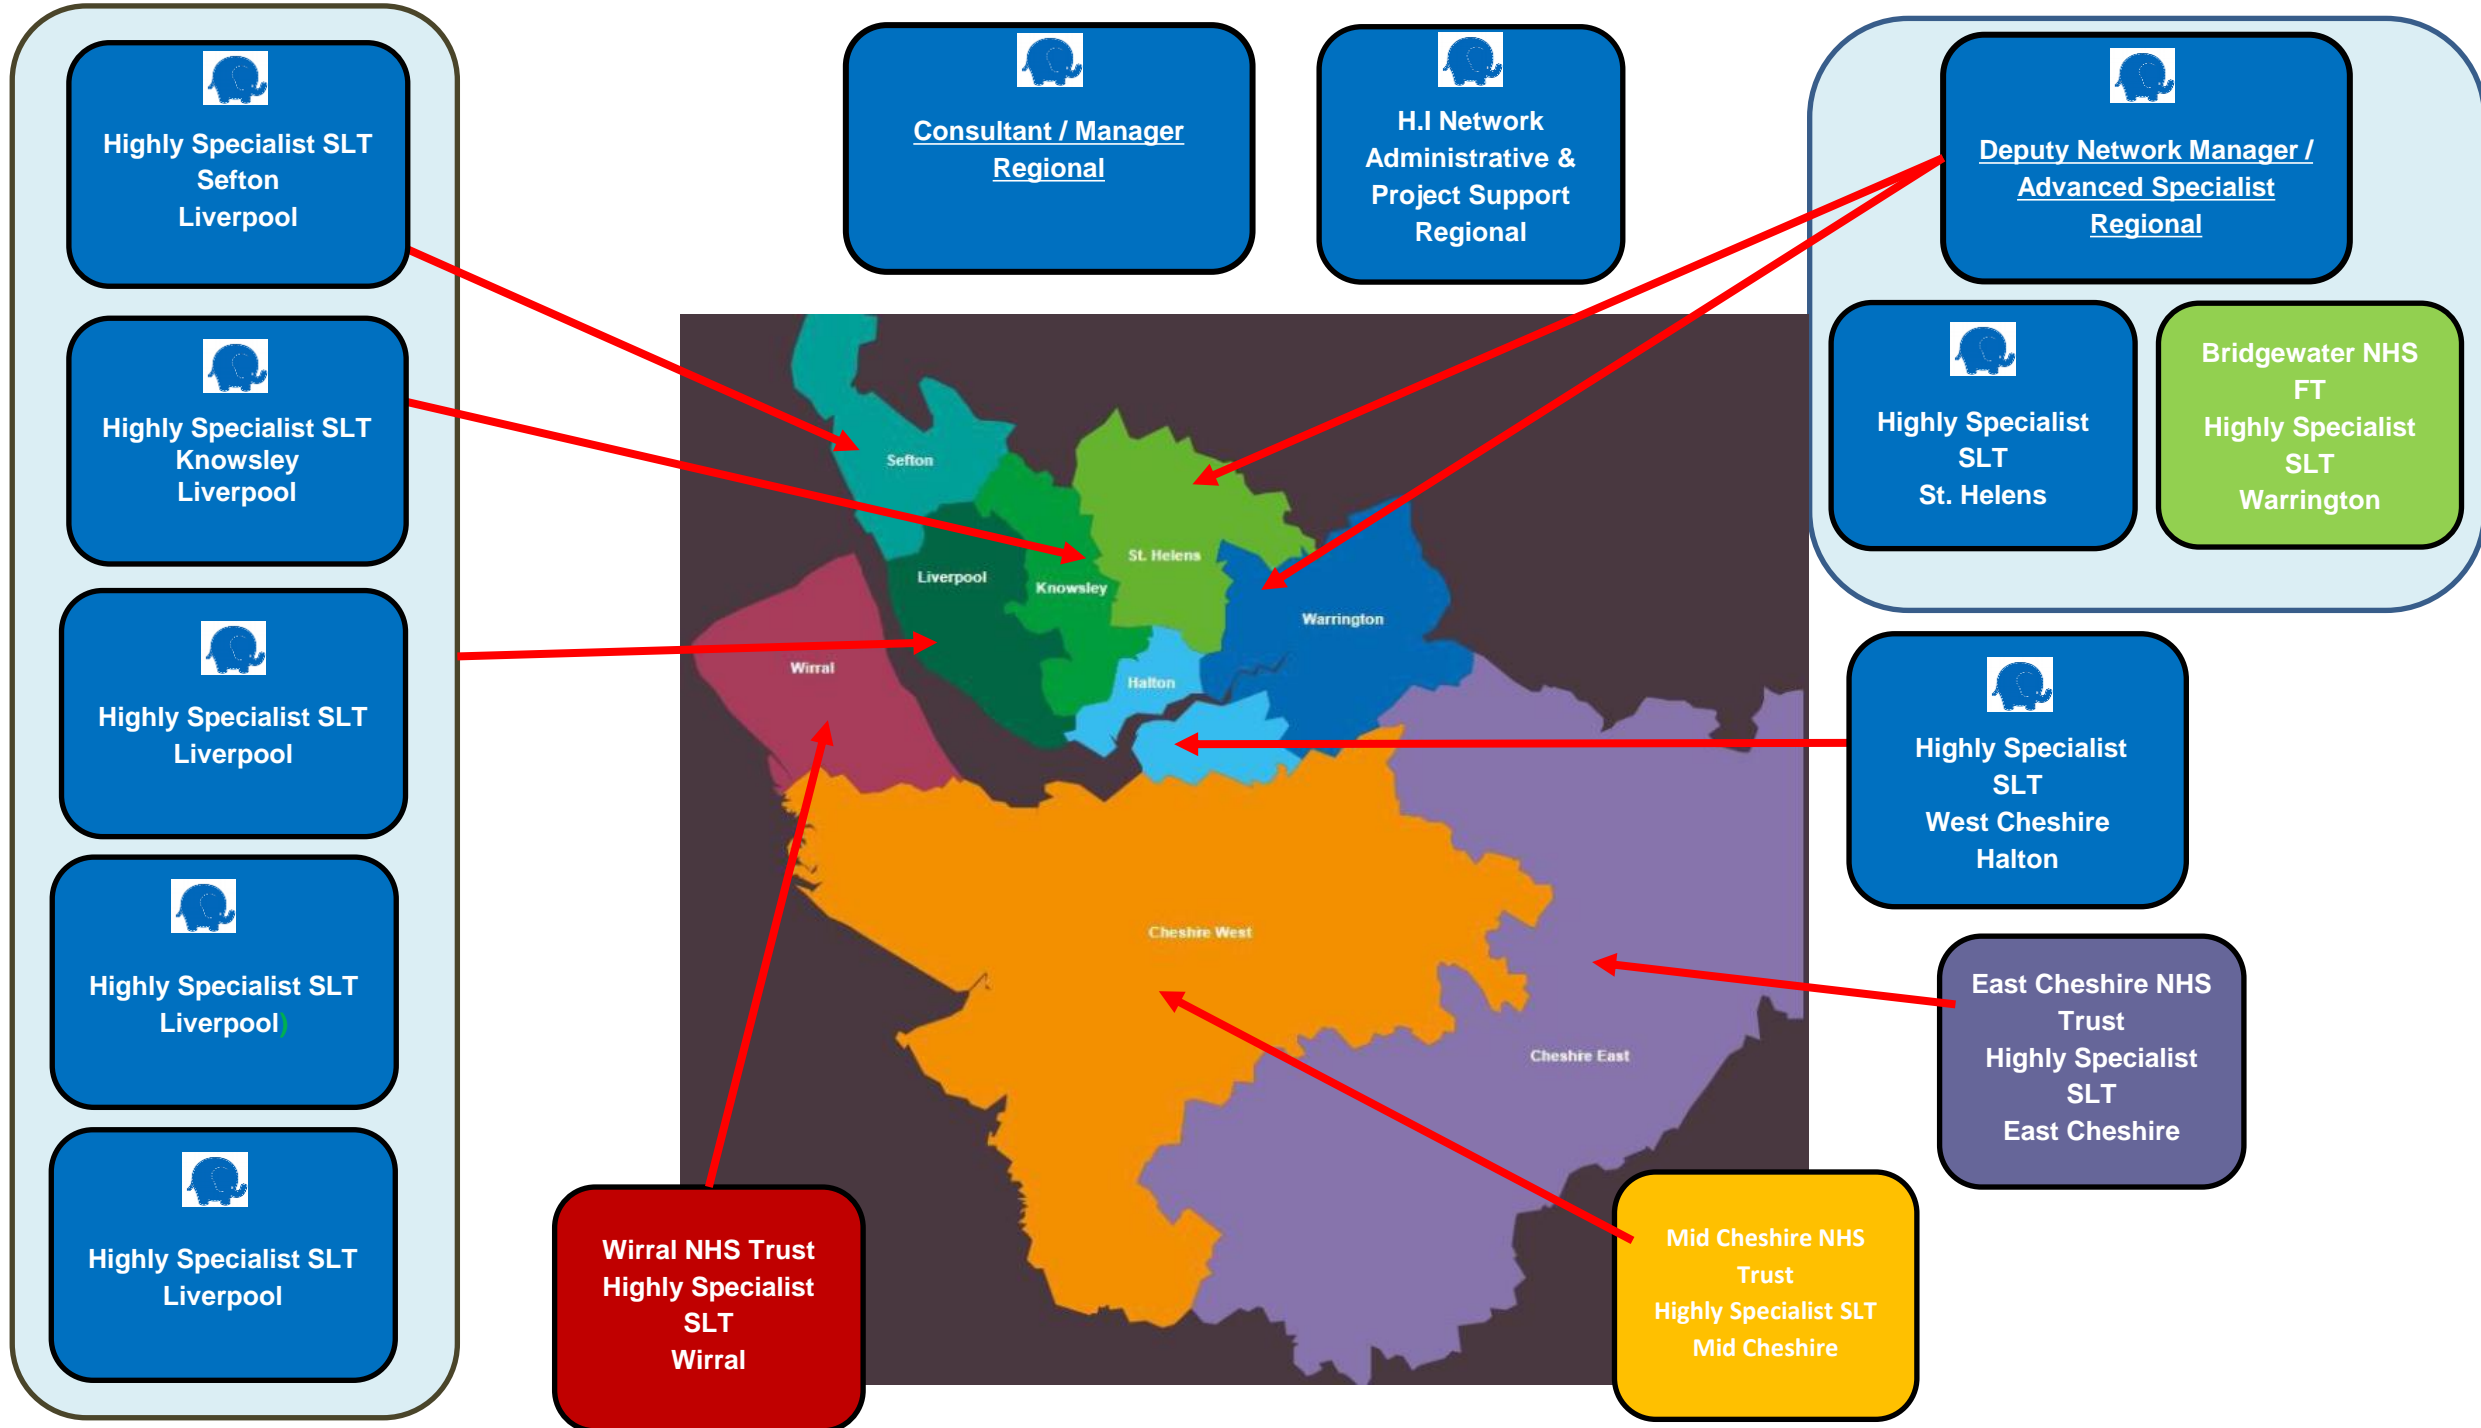 Highly Specialist SLT
Sefton
Liverpool
Highly Specialist SLT
Knowsley
Liverpool
Highly Specialist SLT
Liverpool
Highly Specialist SLT
Liverpool)
Highly Specialist SLT
Liverpool
Consultant / Manager
Regional
H.I Network
Administrative &
Project Support
Regional
Deputy Network Manager /
Advanced Specialist
Regional
Highly Specialist
SLT
St. Helens
Bridgewater NHS
FT
Highly Specialist
SLT
Warrington
Sefton
St. Helens
Liverpool
Knowsley
Warrington
Wirral
Halton
Cheshire West
Cheshire East
Highly Specialist
SLT
West Cheshire
Halton
East Cheshire NHS
Trust
Highly Specialist
SLT
East Cheshire
Wirral NHS Trust
Highly Specialist
SLT
Wirral
Mid Cheshire NHS
Trust
Highly Specialist SLT
Mid Cheshire